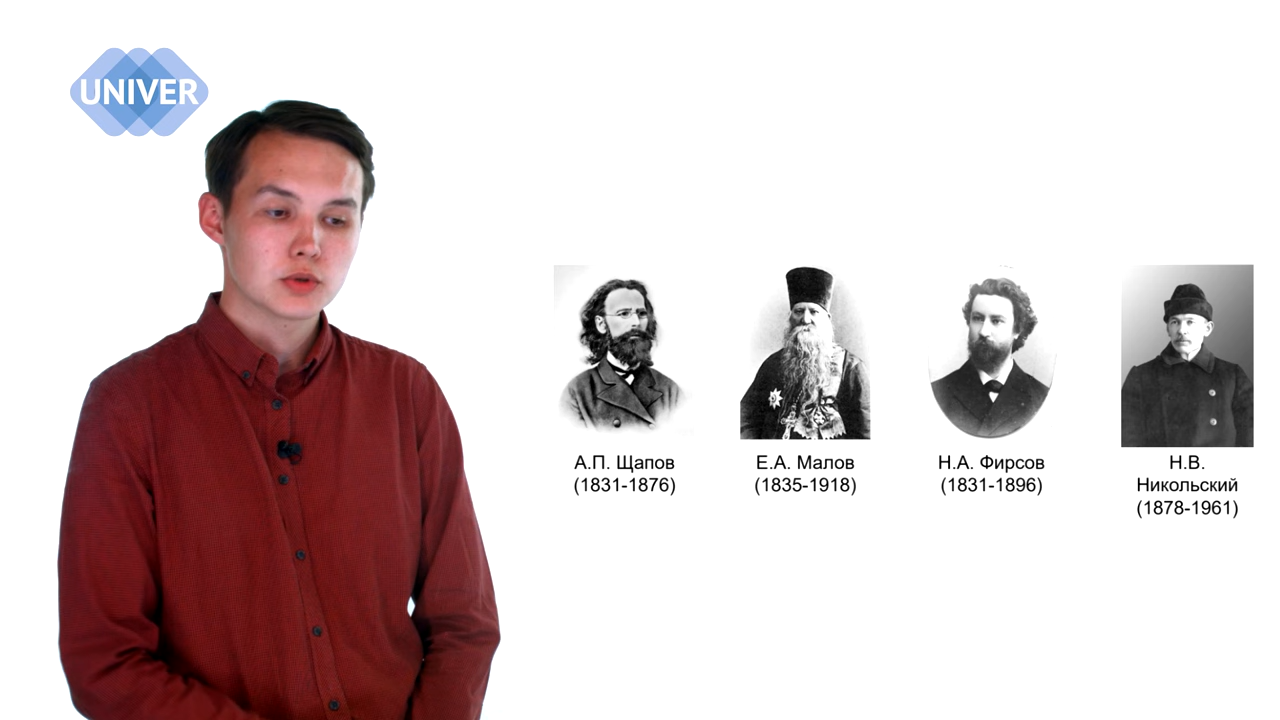 UNIVER
А.П. Щапов
(1831-1876)
Е.А. Малов
(1835-1918)
Н.А. Фирсов
(1831-1896)
Н.В.
Никольский
(1878-1961)